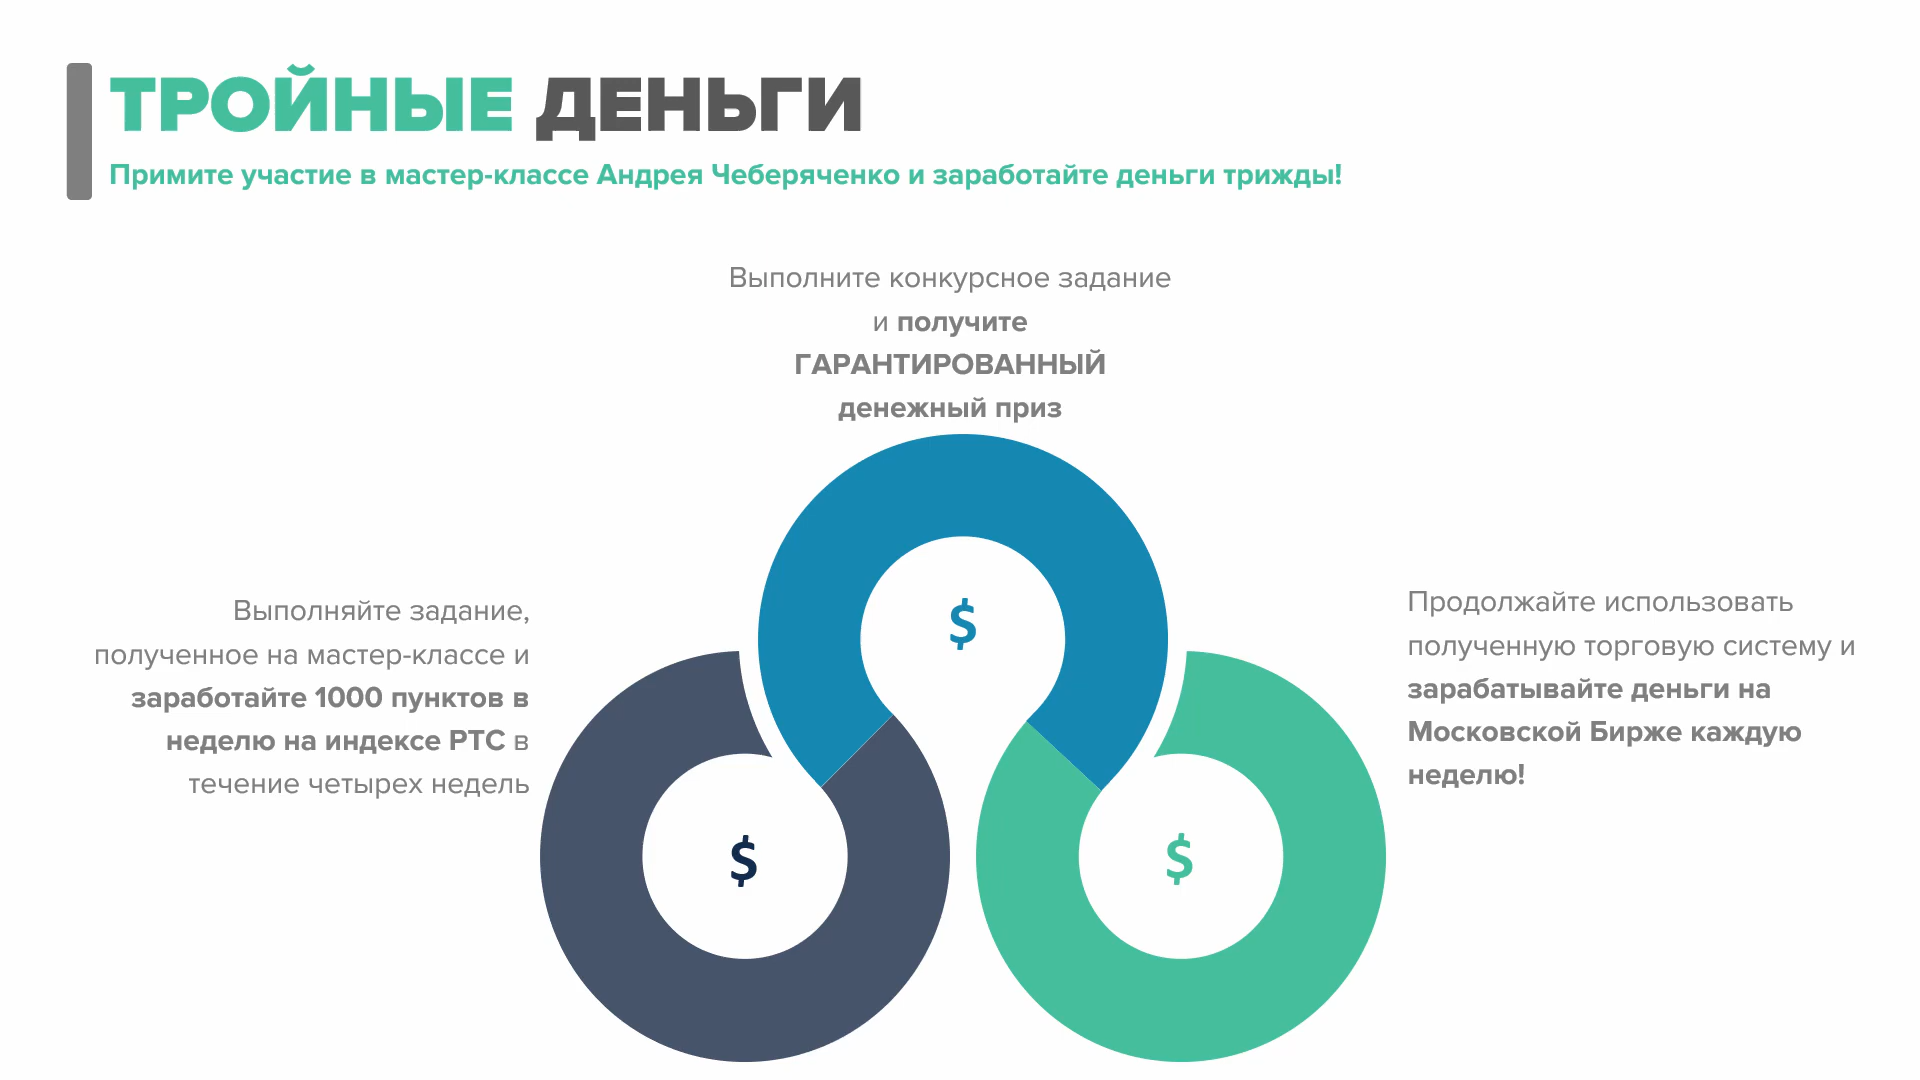 ТРОЙНЫЕ ДЕНЬГИ
Примите участие в мастер-классе Андрея Чеберяченко и заработайте деньги трижды!
Выполните конкурсное задание
и получите
ГАРАНТИРОВАННЫЙ
денежный приз
Выполняйте задание,
полученное на мастер-классе и
заработайте 1000 пунктов в
неделю на индексе РТС в
течение четырех недель
$
$
$
Продолжайте использовать
полученную торговую систему и
зарабатывайте деньги на
Московской Бирже каждую
неделю!